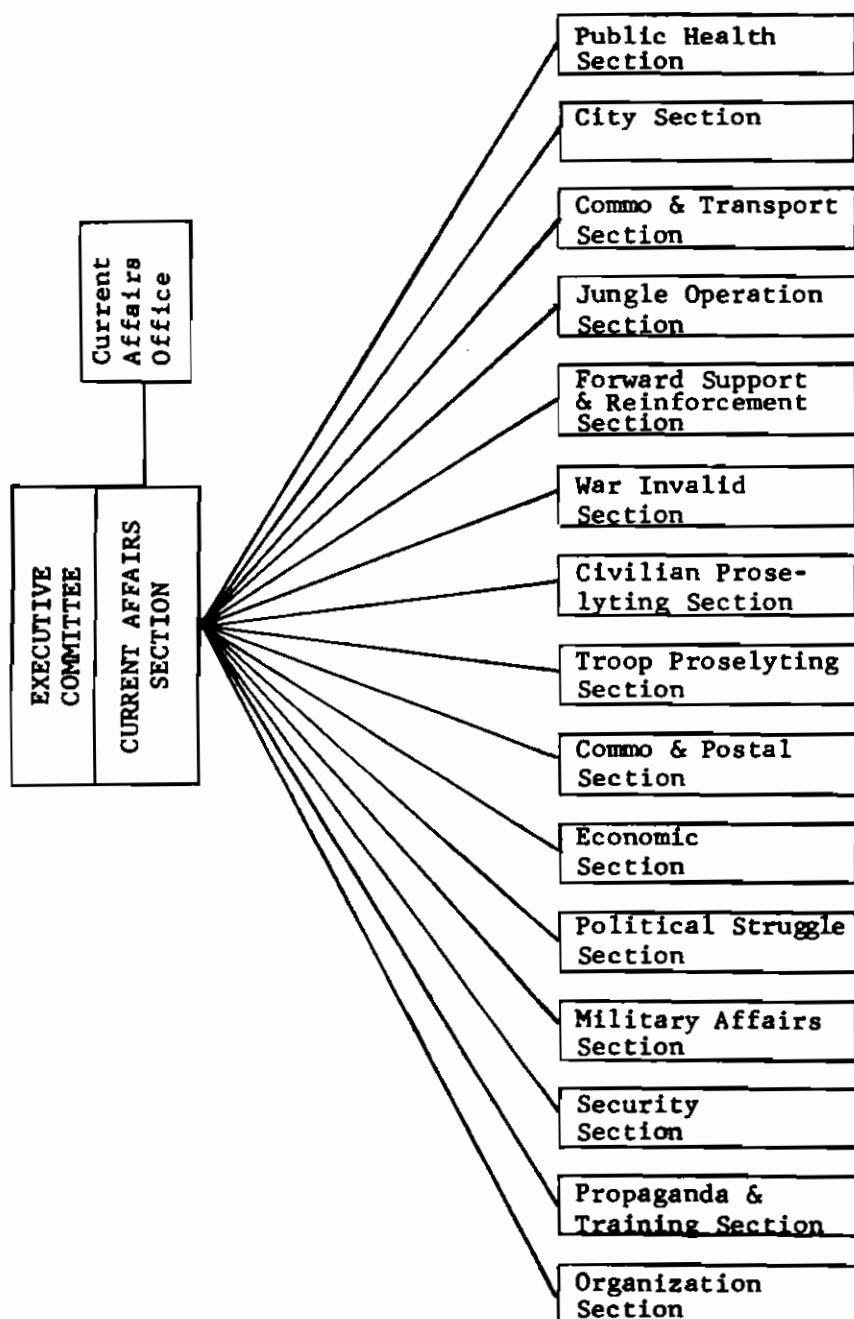 EXECUTIVE
COMMITTEE
CURRENT AFFAIRS
SECTION
Current
Affairs
Office
Public Health
Section
City Section
Commo & Transport
Section
Jungle Operation
Section
Forward Support
& Reinforcement
Section
War Invalid
Section
Civilian Prose-
lyting Section
Troop Proselyting
Section
Commo & Postal
Section
Economic
Section
Political Struggle
Section
Military Affairs
Section
Security
Section
Propaganda &
Training Section
Organization
Section